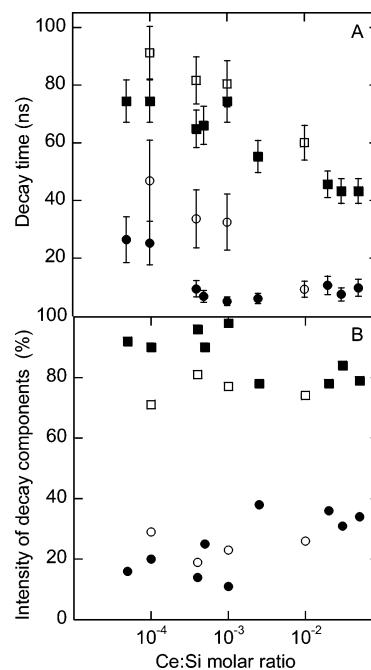 A
100
80
60
40
20
Decay time (ns)
100
B
80
60
40
20
0
Intensity of decay components (%)
10⁻⁴ 10⁻³ 10⁻²
Ce:Si molar ratio